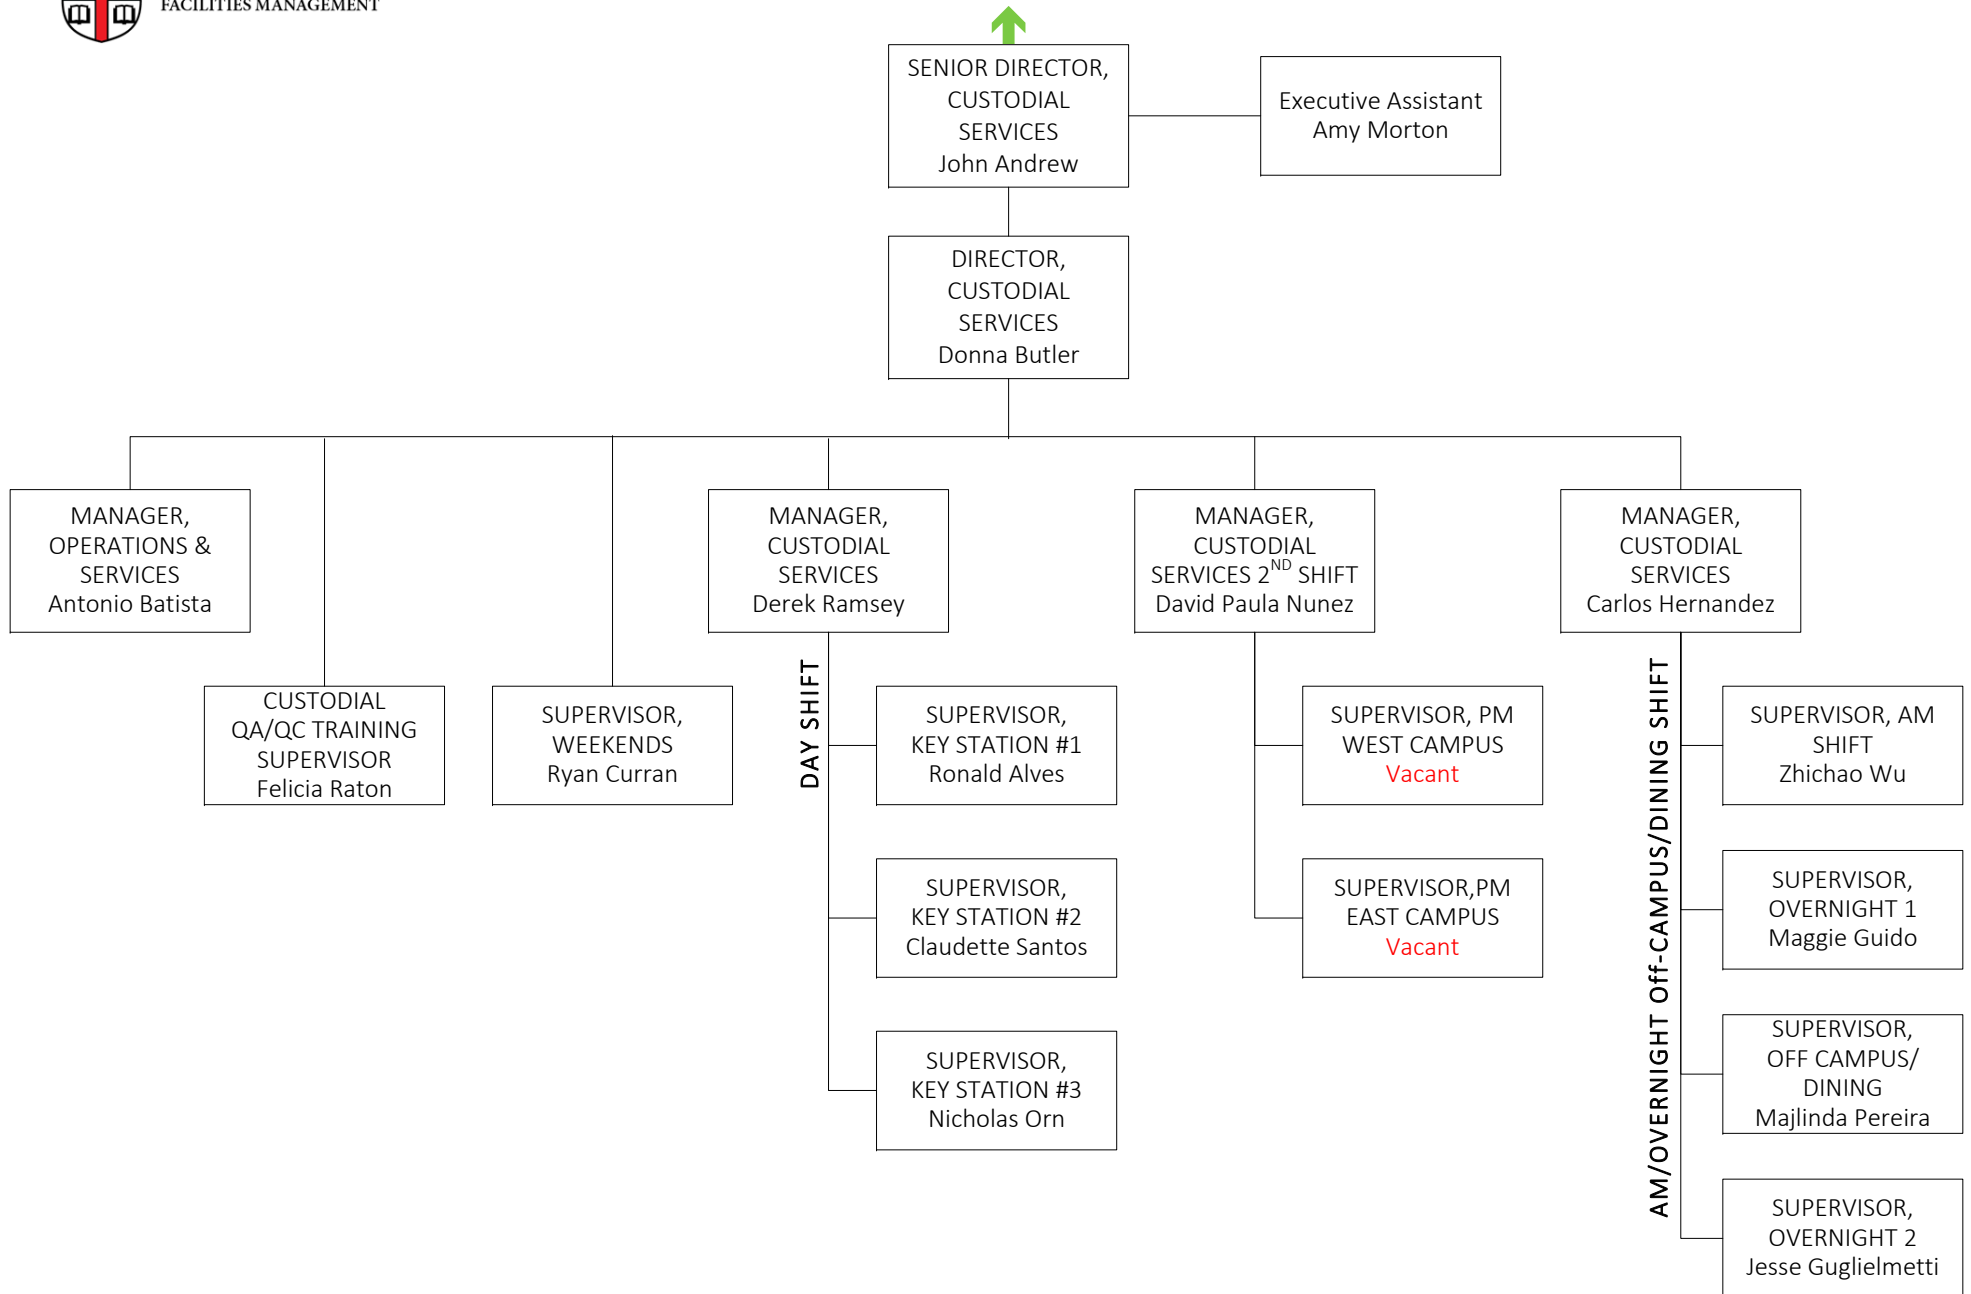 FACILITIES MANAGEMENT
SENIOR DIRECTOR,
CUSTODIAL
SERVICES
John Andrew
Executive Assistant
Amy Morton
DIRECTOR,
CUSTODIAL
SERVICES
Donna Butler
MANAGER,
OPERATIONS &
SERVICES
Antonio Batista
MANAGER,
CUSTODIAL
SERVICES
Derek Ramsey
MANAGER,
CUSTODIAL
SERVICES 2ND SHIFT
David Paula Nunez
MANAGER,
CUSTODIAL
SERVICES
Carlos Hernandez
CUSTODIAL
QA/QC TRAINING
SUPERVISOR
Felicia Raton
SUPERVISOR,
WEEKENDS
Ryan Curran
DAY SHIFT
SUPERVISOR,
KEY STATION #1
Ronald Alves
SUPERVISOR,
KEY STATION #2
Claudette Santos
SUPERVISOR,
KEY STATION #3
Nicholas Orn
SUPERVISOR, PM
WEST CAMPUS
Vacant
SUPERVISOR,PM
EAST CAMPUS
Vacant
AM/OVERNIGHT Off-CAMPUS/DINING SHIFT
SUPERVISOR, AM
SHIFT
Zhichao Wu
SUPERVISOR,
OVERNIGHT 1
Maggie Guido
SUPERVISOR,
OFF CAMPUS/
DINING
Majlinda Pereira
SUPERVISOR,
OVERNIGHT 2
Jesse Guglielmetti